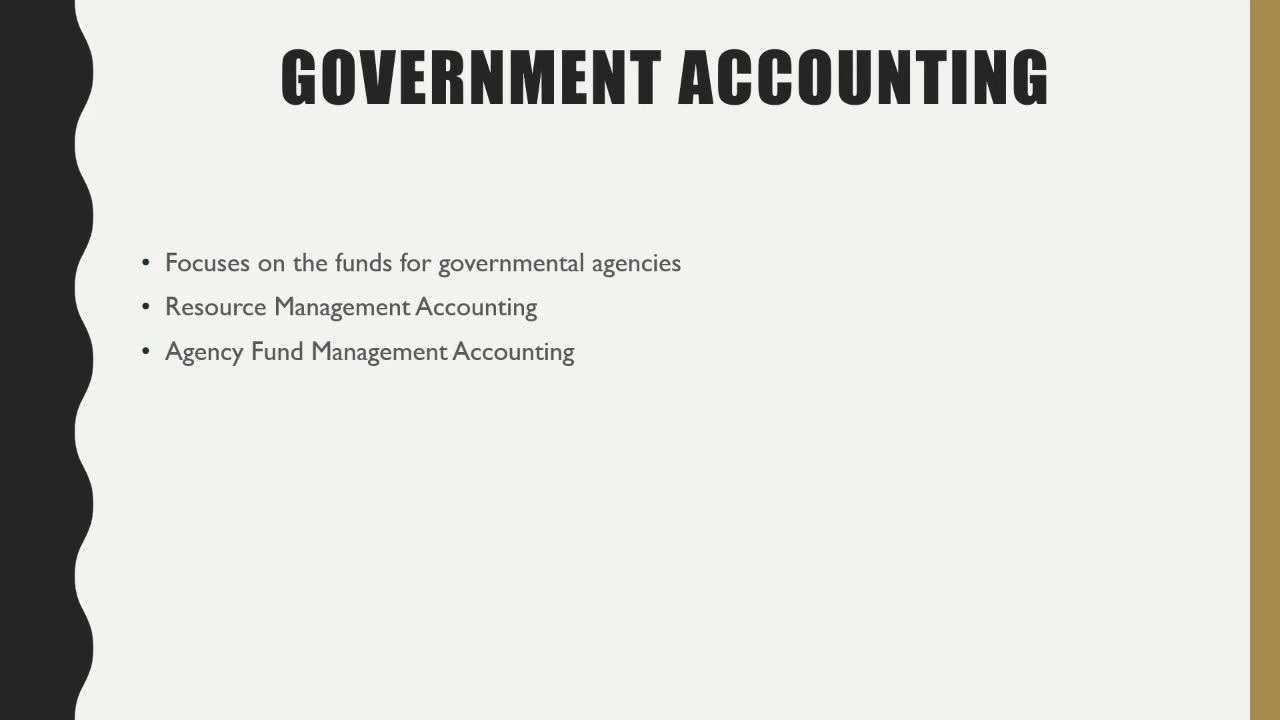 GOVERNMENT ACCOUNTING
• Focuses on the funds for governmental agencies
• Resource Management Accounting
• Agency Fund Management Accounting